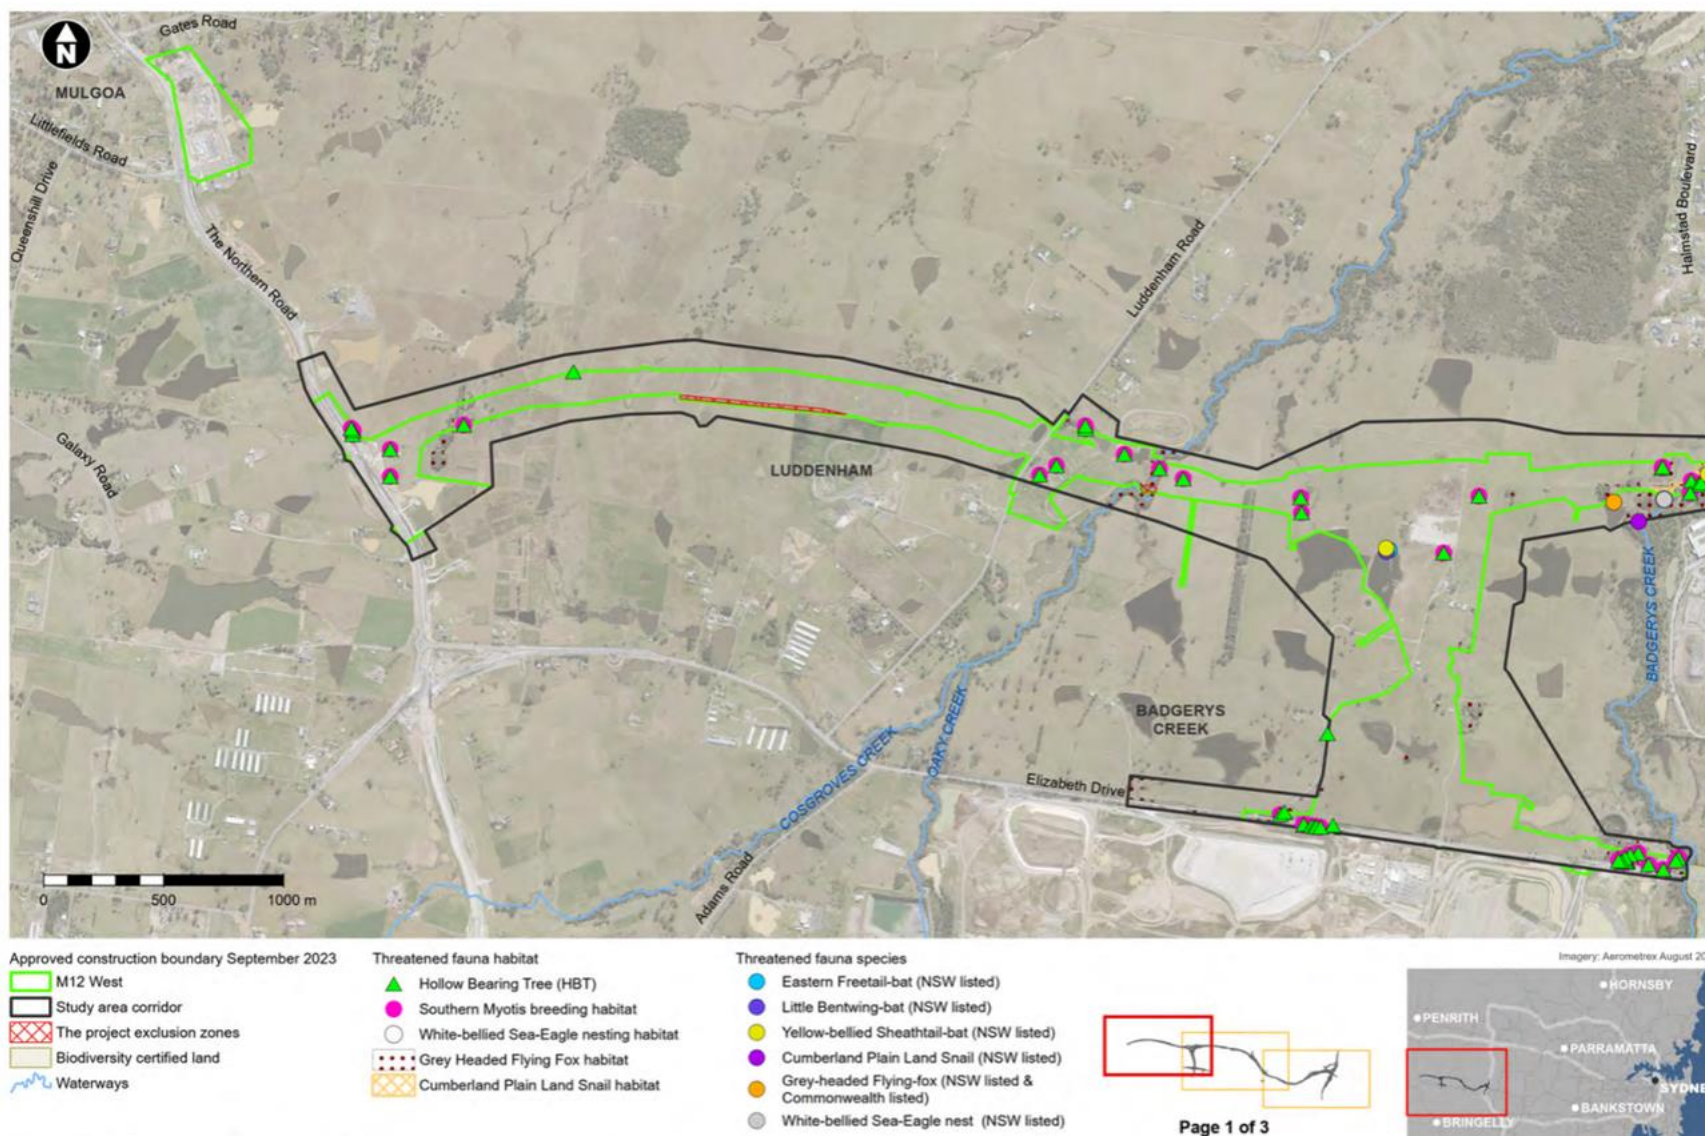 Gates Road
N
MULGOA
Littlefields Road
Queenshill Drive
The Northern Road
Galaxy Road
LUDDENHAM
Luddenham Road
Halmstad Boulevard
BADGERYS CREEK
BADGERYS
CREEK
Elizabeth Drive
OAKY CREEK
COSGROVES CREEK
Adams Road
0 500 1000 m
Imagery: Aerometrex August 20
Approved construction boundary September 2023
M12 West
Study area corridor
The project exclusion zones
Biodiversity certified land
Waterways
Threatened fauna habitat
Hollow Bearing Tree (HBT)
Southern Myotis breeding habitat
White-bellied Sea-Eagle nesting habitat
Grey Headed Flying Fox habitat
Cumberland Plain Land Snail habitat
Threatened fauna species
Eastern Freetail-bat (NSW listed)
Little Bentwing-bat (NSW listed)
Yellow-bellied Sheathtail-bat (NSW listed)
Cumberland Plain Land Snail (NSW listed)
Grey-headed Flying-fox (NSW listed &
Commonwealth listed)
White-bellied Sea-Eagle nest (NSW listed)
Page 1 of 3
HORNSBY
PENRITH
PARRAMATTA
SYDNE
BANKSTOWN
BRINGELLY